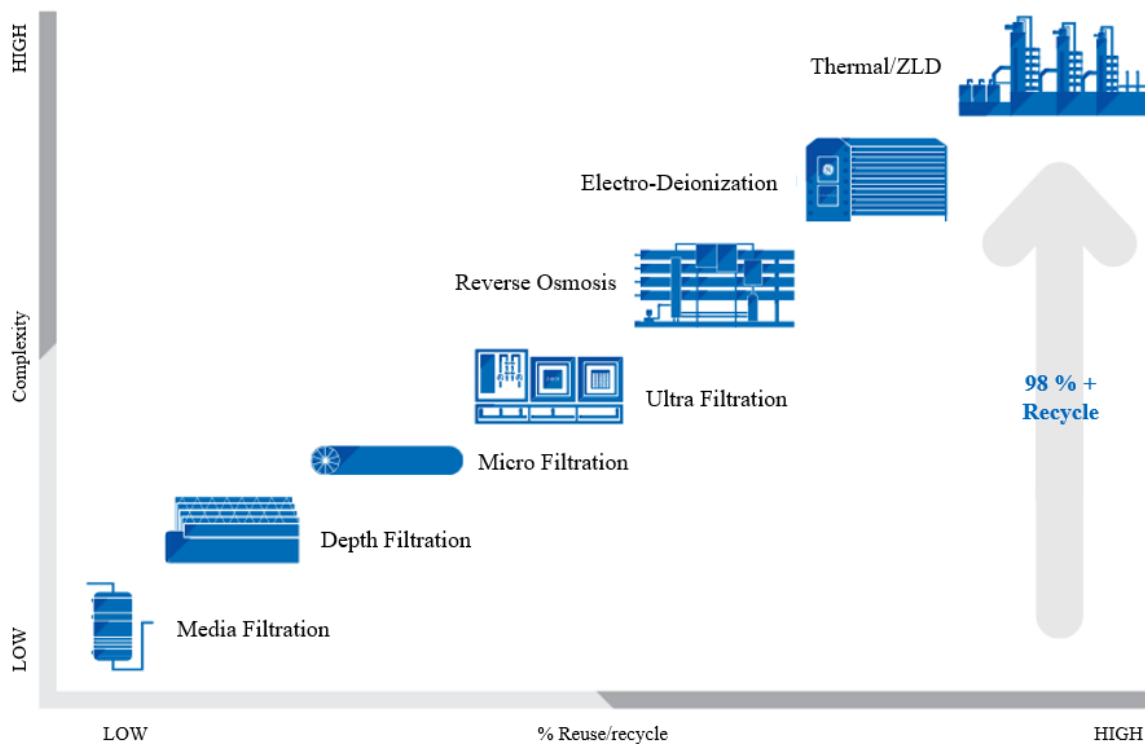 HIGH
Thermal/ZLD
Electro-Deionization
Reverse Osmosis
Complexity
98 % +
Recycle
Ultra Filtration
Micro Filtration
Depth Filtration
Media Filtration
LOW
LOW
% Reuse/recycle
HIGH